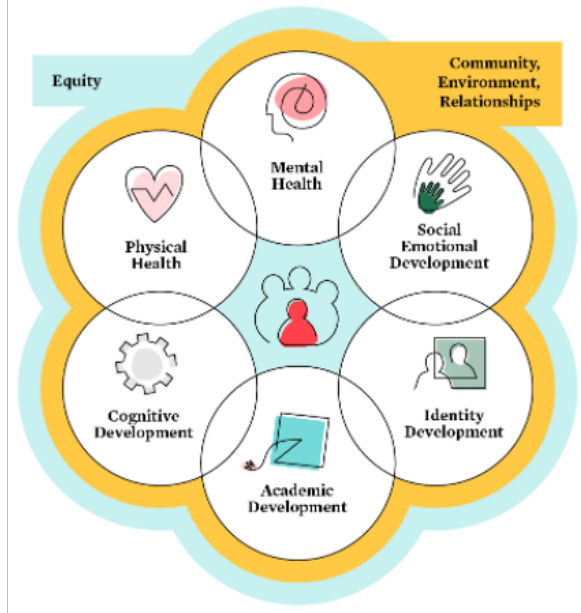 Equity
Community,
Environment,
Relationships
Mental
Health
Physical
Health
Social
Emotional
Development
Cognitive
Development
Identity
Development
Academic
Development